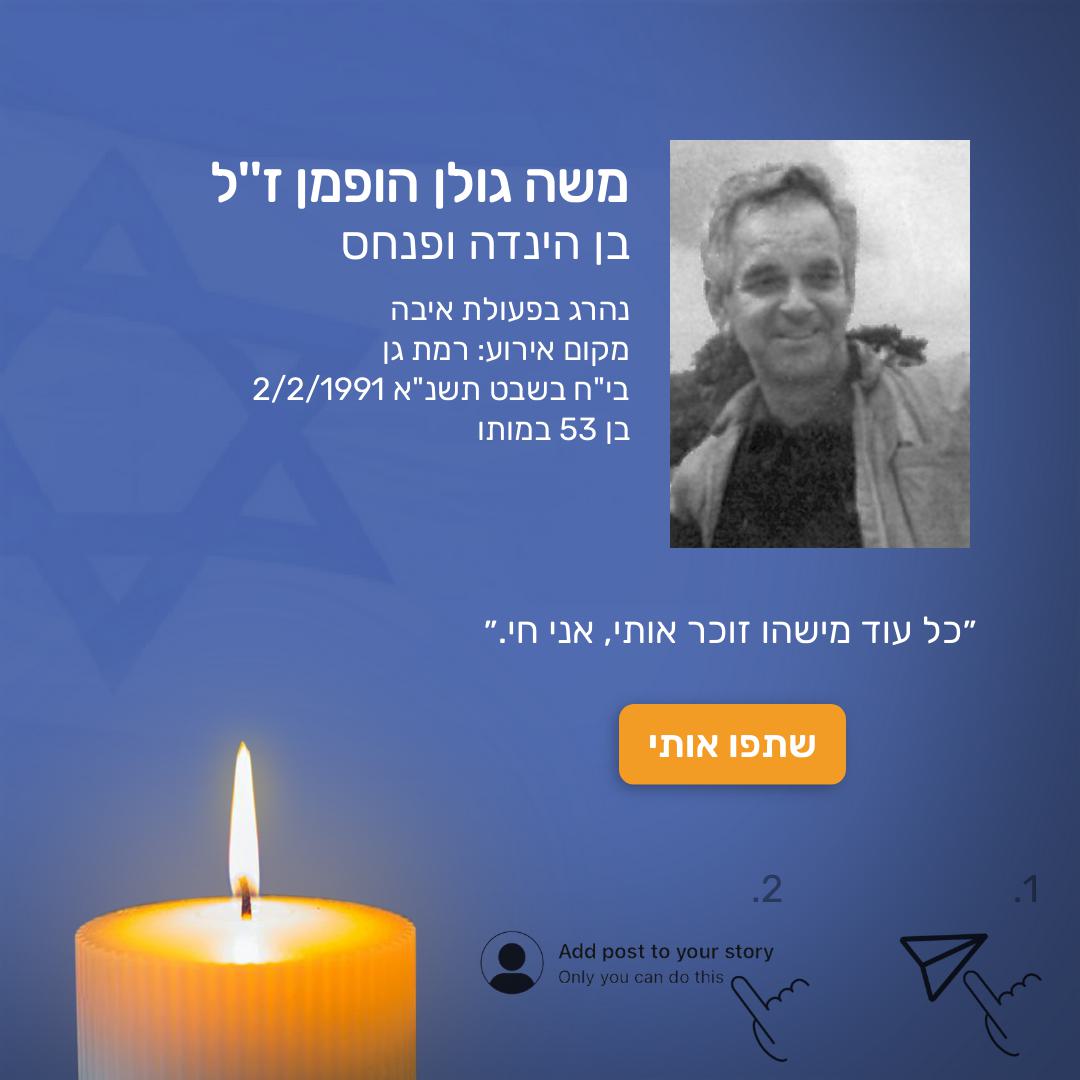 משה גולן הופמן ז"ל
בן הינדה ופנחס
נהרג בפעולת איבה
מקום אירוע: רמת גן
בי"ח בשבט תשנ"א 2/2/1991
בן 53 במותו
״כל עוד מישהו זוכר אותי, אני חי.״
שתפו אותי
.1
.2
Add post to your story
Only you can do this